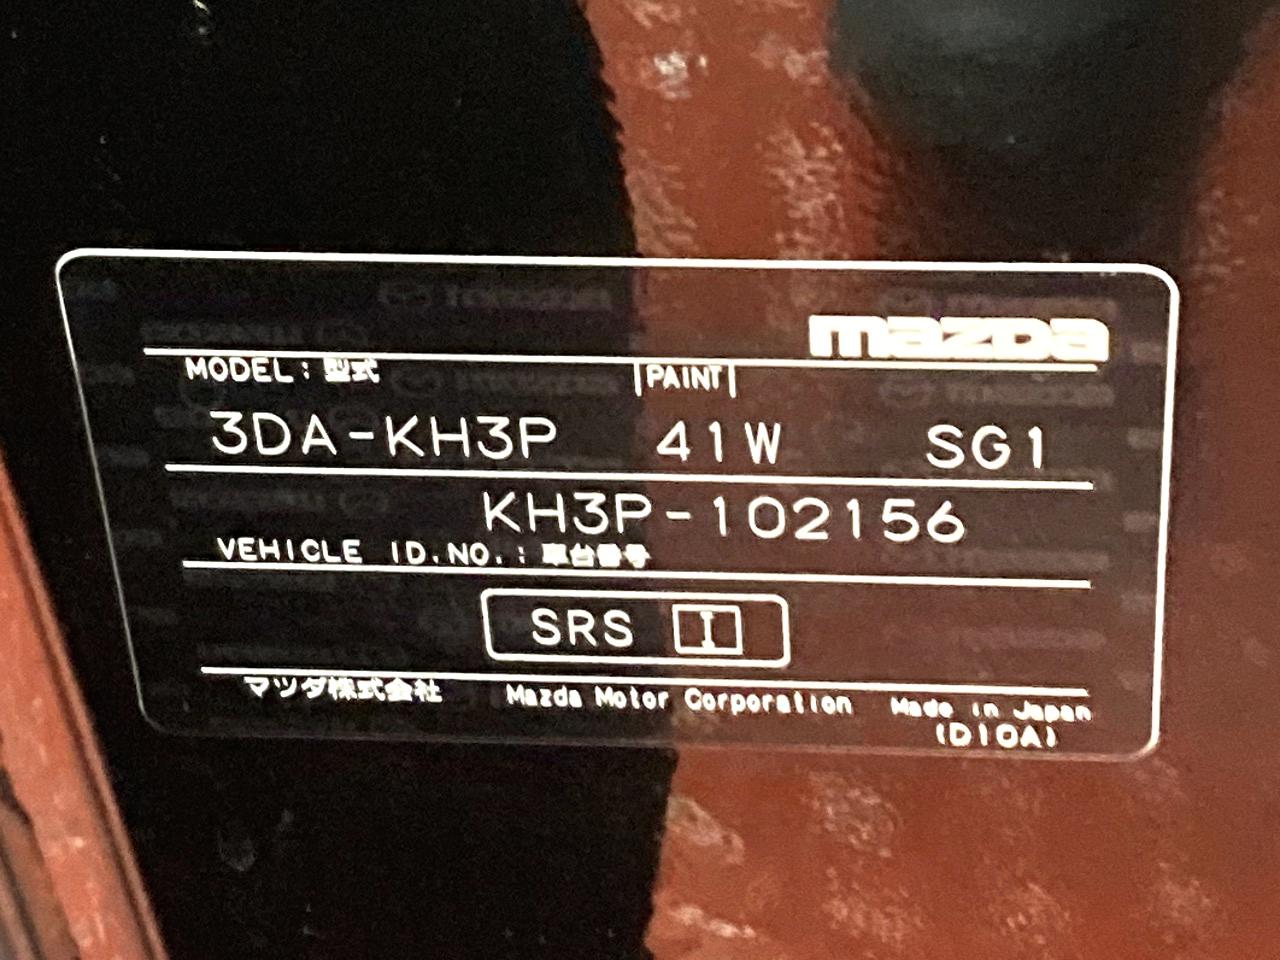 mazda
MODEL: 型式 PAINT
3DA-KH3P 41W SG1
KH3P-102156
VEHICLE ID.NO.: 車台番号
SRS I
マツダ株式会社 Mazda Motor Corporation Made in Japan
(D10A)